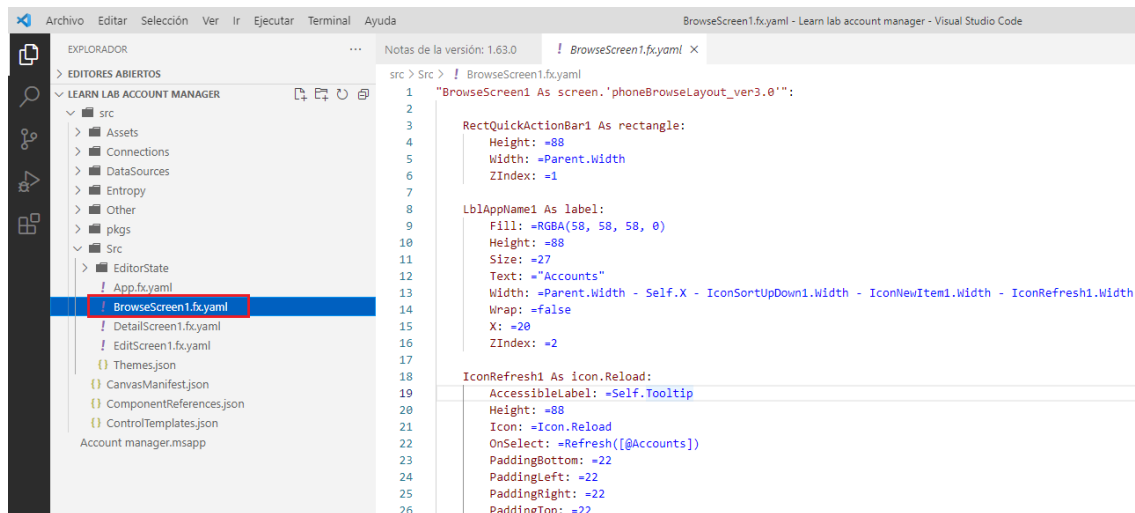 Archivo Editar Selección Ver Ir Ejecutar Terminal Ayuda
BrowseScreen1.fx.yaml - Learn lab account manager - Visual Studio Code
EXPLORADOR ...
EDITORES ABIERTOS
LEARN LAB ACCOUNT MANAGER
src
Assets
Connections
DataSources
Entropy
Other
pkgs
Src
EditorState
! App.fx.yaml
! BrowseScreen1.fx.yaml
! DetailScreen1.fx.yaml
! EditScreen1.fx.yaml
{} Themes.json
{} CanvasManifest.json
{} ComponentReferences.json
{} ControlTemplates.json
Account manager.msapp
Notas de la versión: 1.63.0
! BrowseScreen1.fx.yaml ×
src > Src > ! BrowseScreen1.fx.yaml
1 "BrowseScreen1 As screen.'phoneBrowseLayout_ver3.0'":
2
3 RectQuickActionBar1 As rectangle:
4 Height: =88
5 Width: =Parent.Width
6 ZIndex: =1
7
8 LblAppName1 As label:
9 Fill: =RGBA(58, 58, 58, 0)
10 Height: =88
11 Size: =27
12 Text: ="Accounts"
13 Width: =Parent.Width - Self.X - IconSortUpDown1.Width - IconNewItem1.Width - IconRefresh1.Width
14 Wrap: =false
15 X: =20
16 ZIndex: =2
17
18 IconRefresh1 As icon.Reload:
19 AccessibleLabel: =Self.Tooltip
20 Height: =88
21 Icon: =Icon.Reload
22 OnSelect: =Refresh([@Accounts])
23 PaddingBottom: =22
24 PaddingLeft: =22
25 PaddingRight: =22
26 PaddingTop: =22